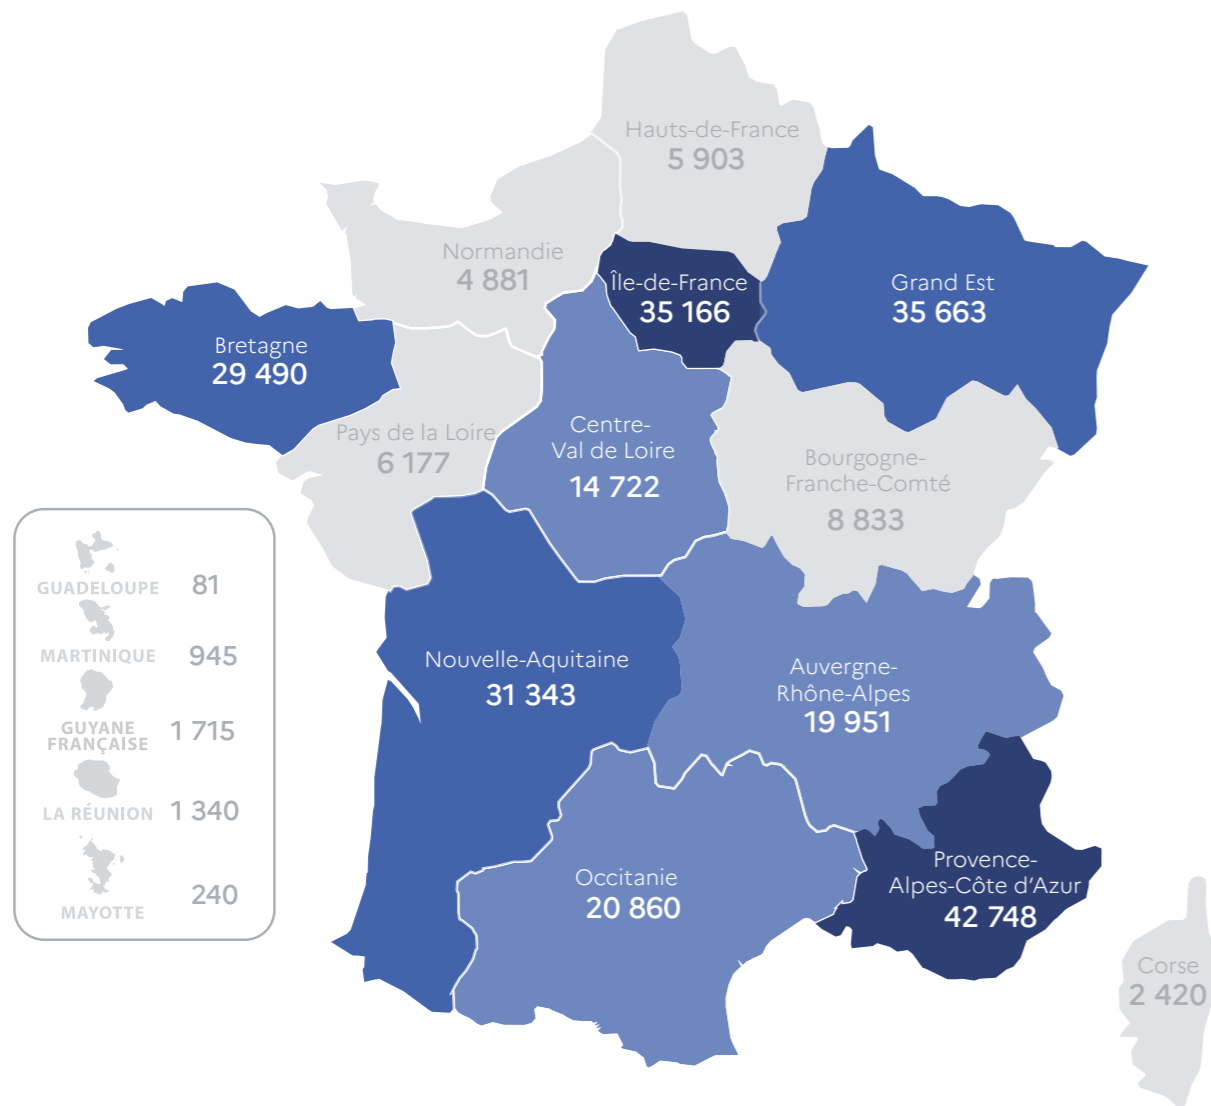 Hauts-de-France
5 903
Normandie
4 881
Île-de-France
35 166
Grand Est
35 663
Bretagne
29 490
Pays de la Loire
6 177
Centre-
Val de Loire
14 722
Bourgogne-
Franche-Comté
8 833
Nouvelle-Aquitaine
31 343
Auvergne-
Rhône-Alpes
19 951
Occitanie
20 860
Provence-
Alpes-Côte d'Azur
42 748
Corse
2 420
GUADELOUPE 81
MARTINIQUE 945
GUYANE
FRANÇAISE 1 715
LA RÉUNION 1 340
MAYOTTE 240